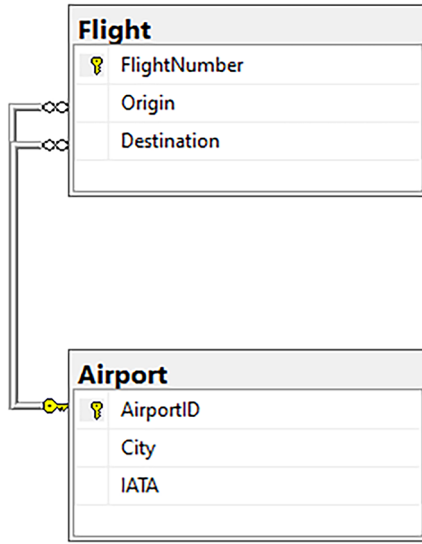 Flight
FlightNumber
Origin
Destination
Airport
AirportID
City
IATA